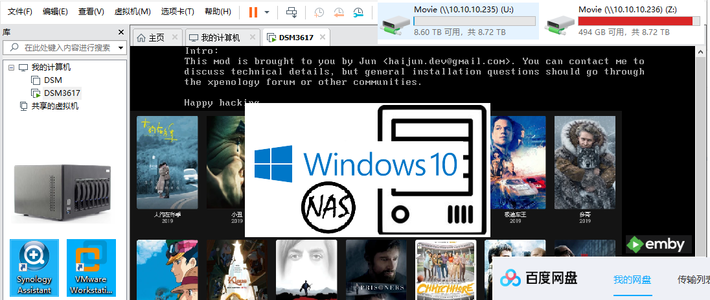 文件(F)
编辑(E)
查看(V)
虚拟机(M)
选项卡(T)
帮助(H)
Movie (\\10.10.10.235) (U:)
8.60 TB 可用，共 8.72 TB
Movie (\\10.10.10.236) (Z:)
494 GB 可用，共 8.72 TB
库
在此处键入内容进行搜索
我的计算机
DSM
DSM3617
共享的虚拟机
主页
我的计算机
DSM3617
Intro:
This mod is brought to you by Jun <haijun.dev@gmail.com>. You can contact me to
discuss technical details, but general installation questions should go through
the xpenology forum or other communities.
Happy hacking
Windows 10
NAS
小丑
2019
2019
极速车王
2019
2019
PRISONERS
emby
Synology
Assistant
VMware
Workstati...
百度网盘
我的网盘
传输列表